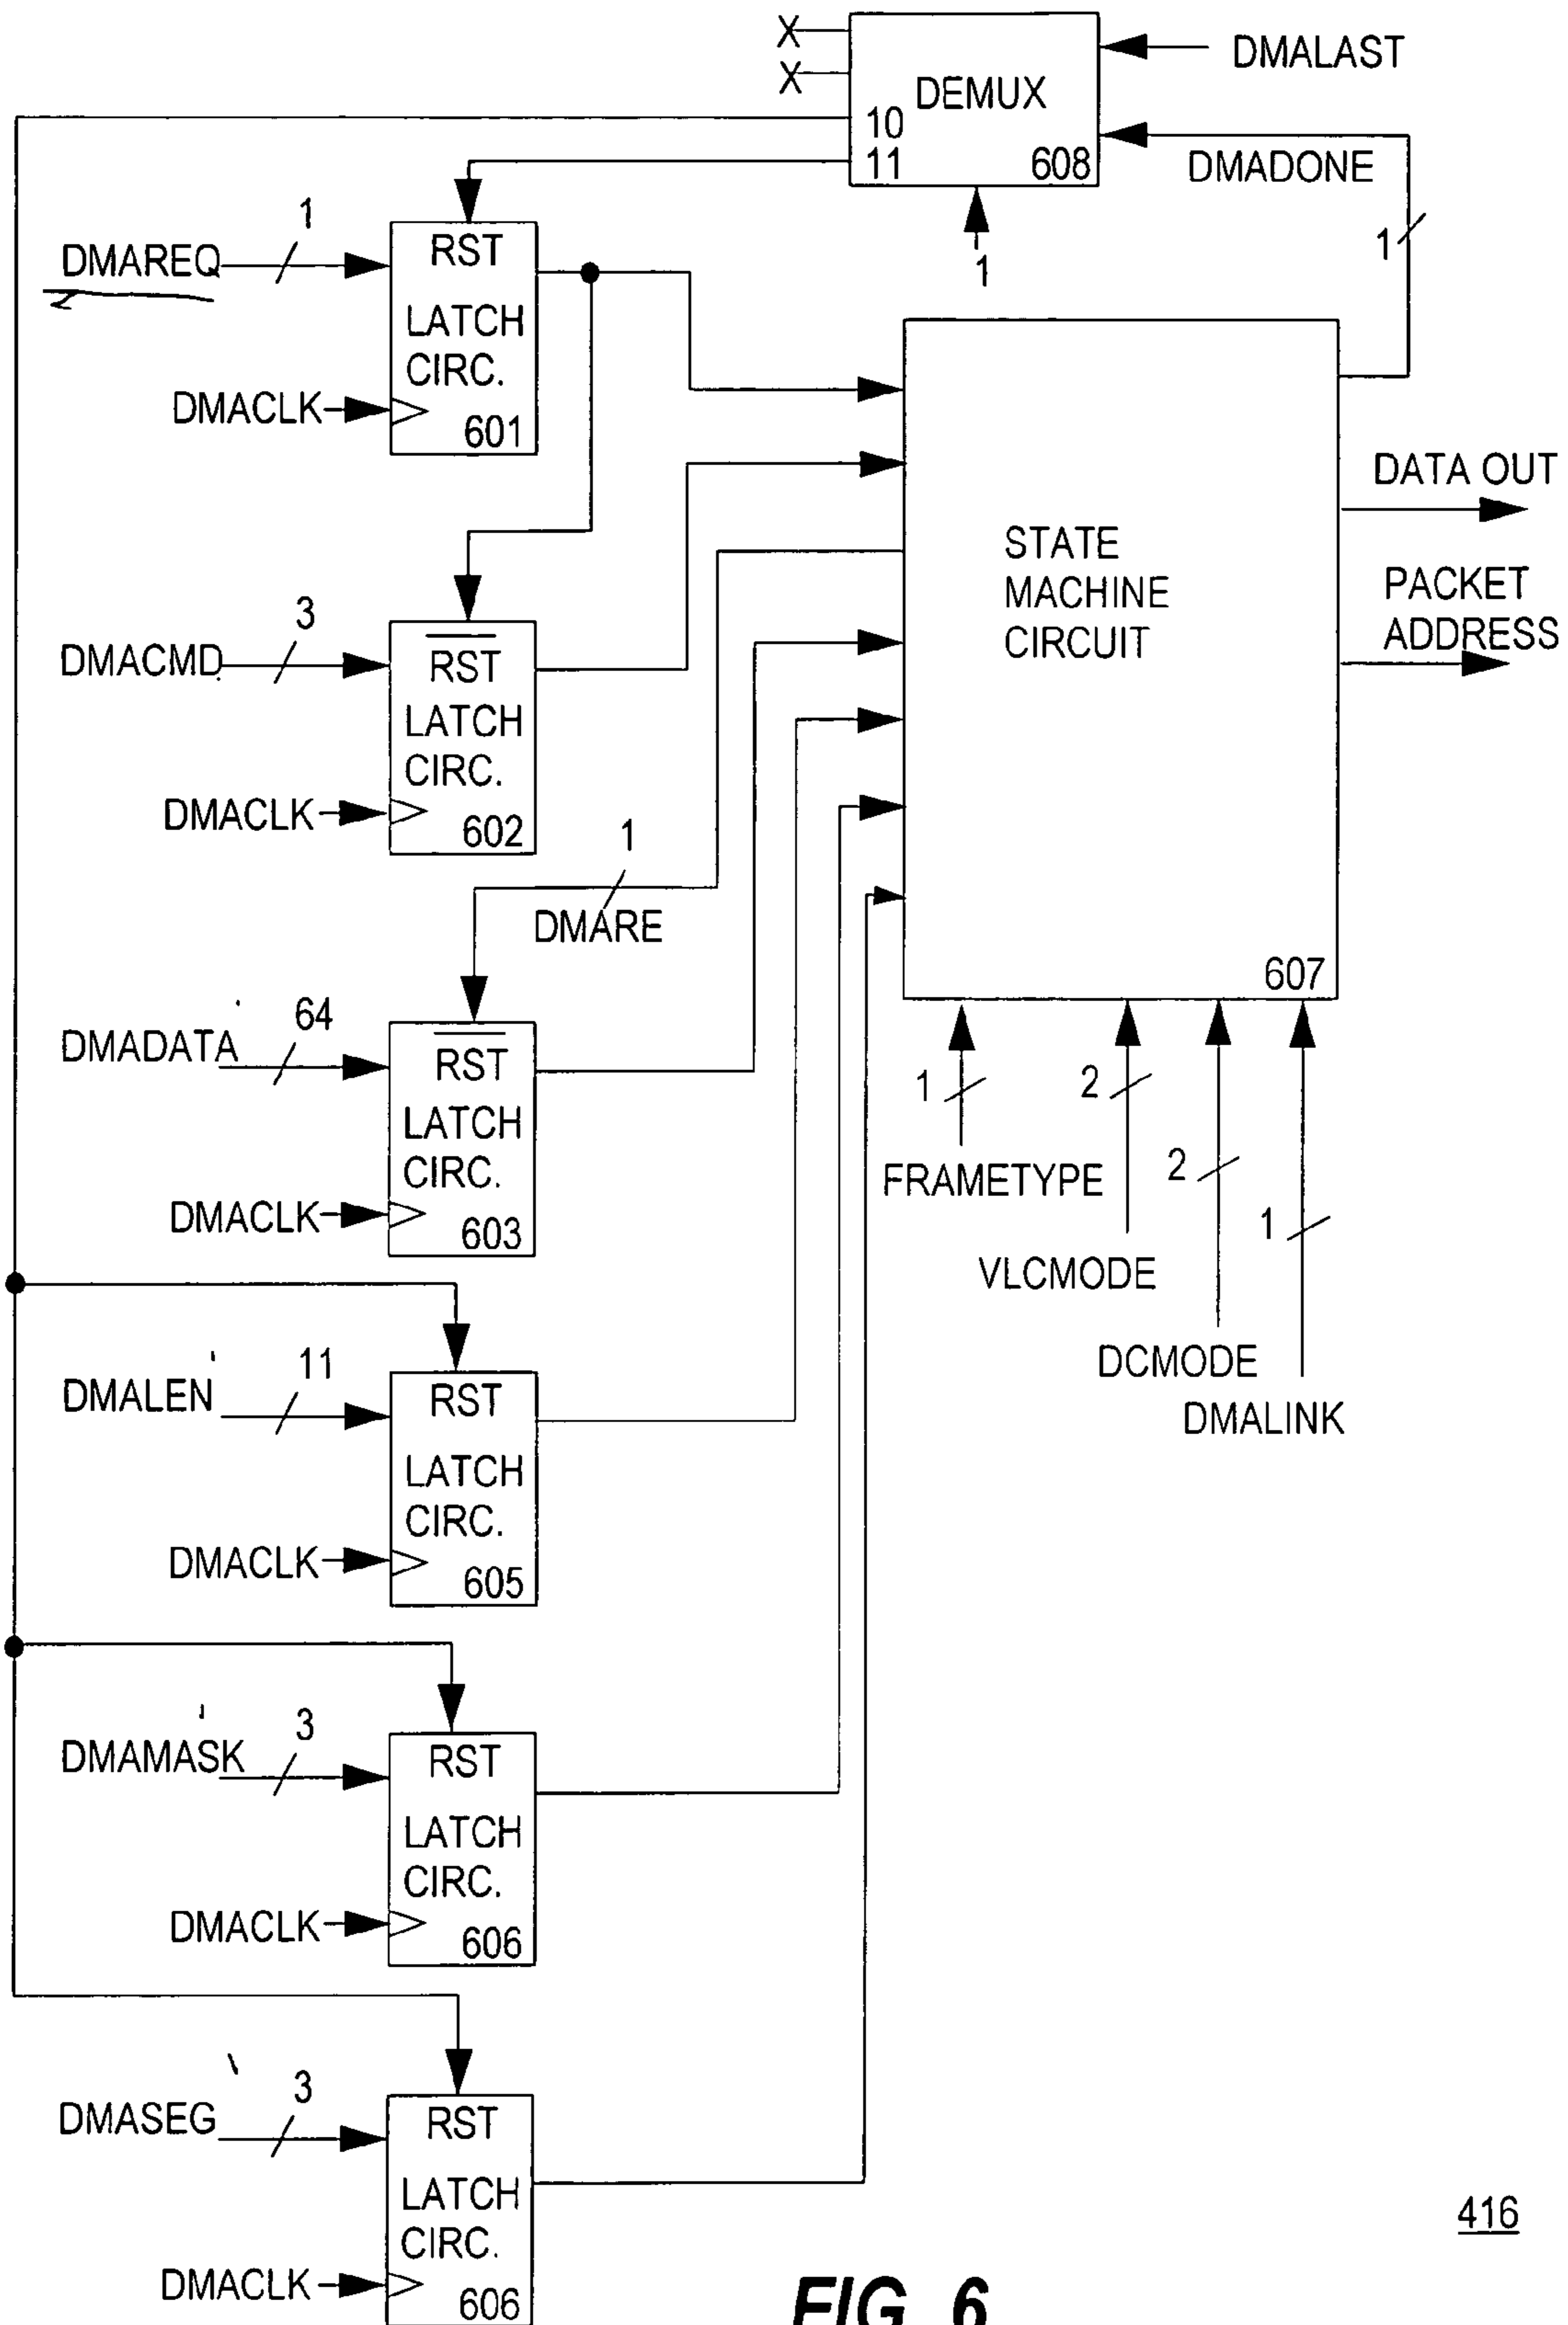 X
X
DEMUX
10
11
608
DMALAST
DMADONE
1
1
DMAREQ
1
RST
LATCH
CIRC.
601
DMACLK
DMACMD
3
RST
LATCH
CIRC.
602
DMACLK
1
DMARE
DMADATA
64
RST
LATCH
CIRC.
603
DMACLK
DMALEN
11
RST
LATCH
CIRC.
605
DMACLK
DMAMASK
3
RST
LATCH
CIRC.
606
DMACLK
DMASEG
3
RST
LATCH
CIRC.
606
DMACLK
STATE
MACHINE
CIRCUIT
607
DATA OUT
PACKET
ADDRESS
1
FRAMETYPE
2
VLCMODE
2
DCMODE
1
DMALINK
416
FIG. 6